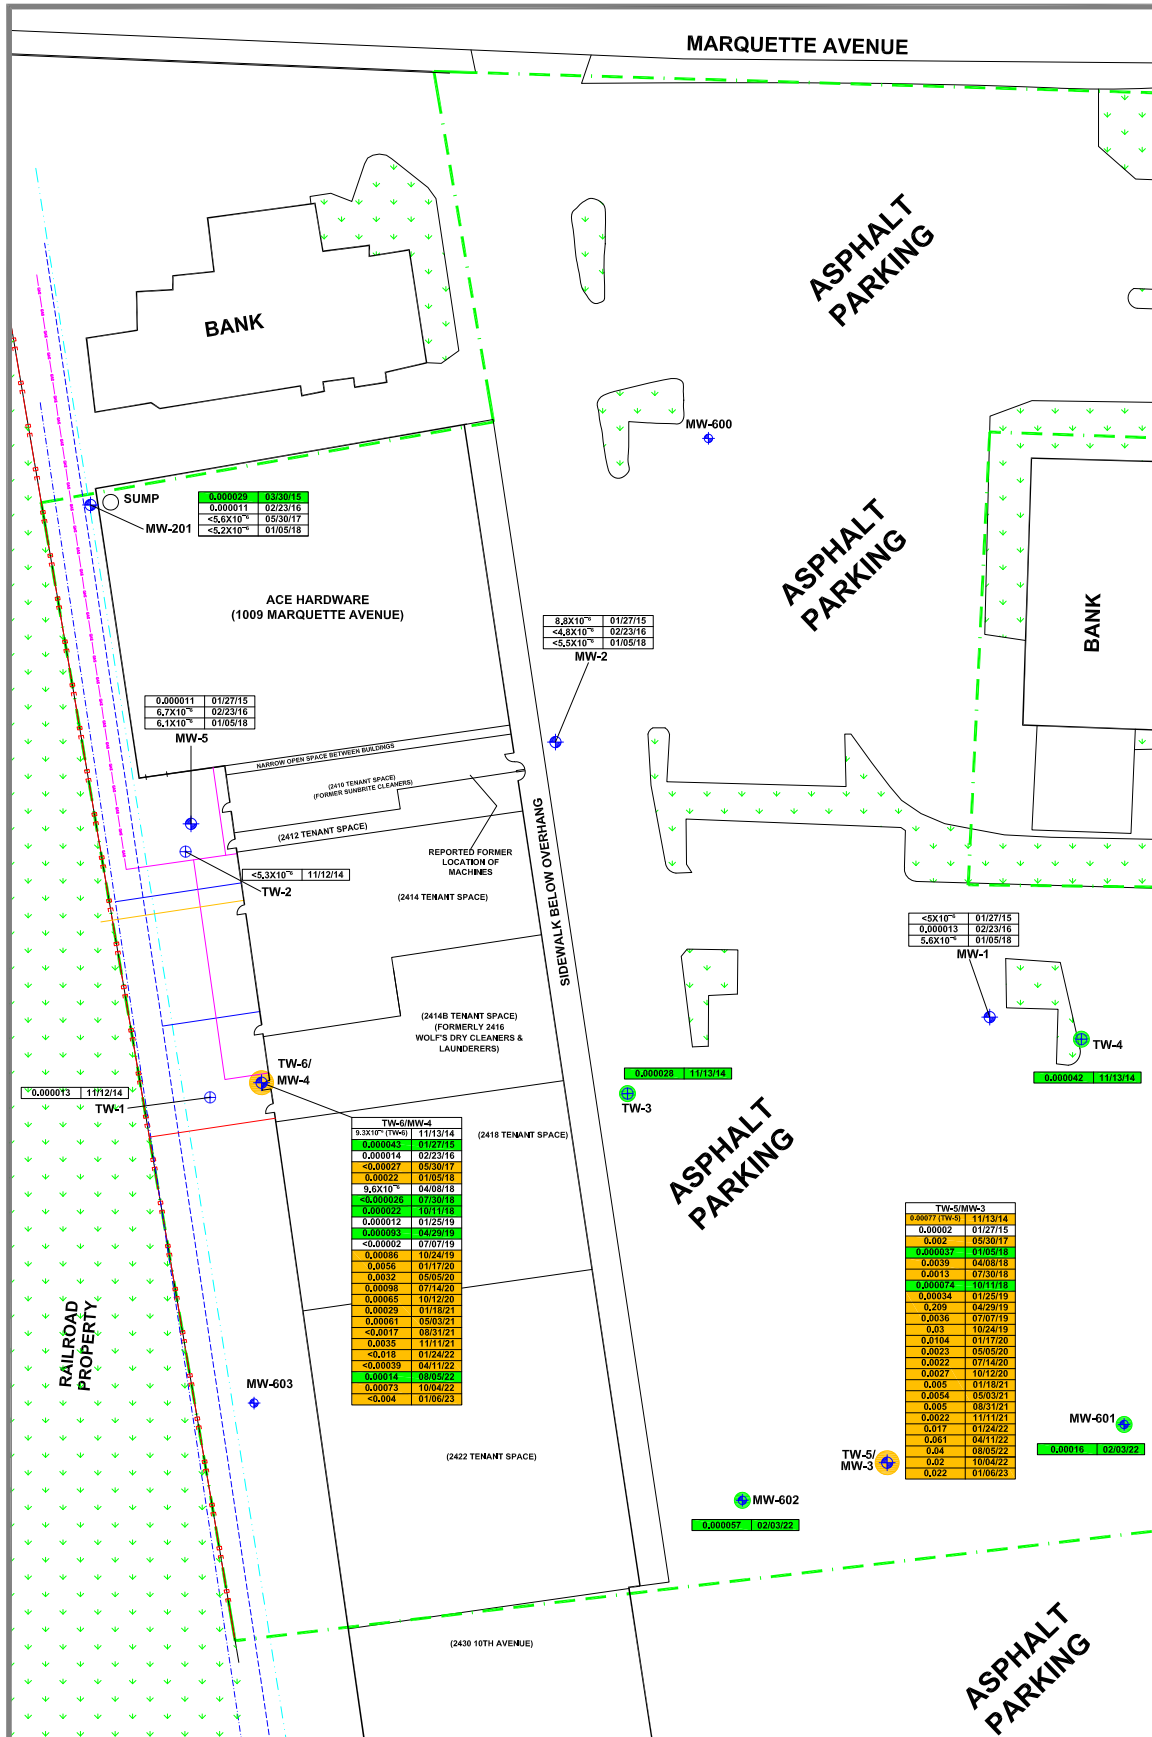 MARQUETTE AVENUE
ASPHALT
PARKING
BANK
MW-600
SUMP
MW-201
0.000029 03/30/15
0.000011 02/23/16
<5.6X10⁻⁶ 05/30/17
<5.2X10⁻⁶ 01/05/18
ASPHALT
PARKING
ACE HARDWARE
(1009 MARQUETTE AVENUE)
BANK
8.8X10⁻⁶ 01/27/15
<4.8X10⁻⁶ 02/23/16
<5.5X10⁻⁶ 01/05/18
MW-2
0.000011 01/27/15
6.7X10⁻⁶ 02/23/16
6.1X10⁻⁶ 01/05/18
MW-5
NARROW OPEN SPACE BETWEEN BUILDINGS
(2410 TENANT SPACE)
(FORMER SUNBRITE CLEANERS)
(2412 TENANT SPACE)
REPORTED FORMER
LOCATION OF
MACHINES
SIDEWALK BELOW OVERHANG
<5.3X10⁻⁶ 11/12/14
TW-2
(2414 TENANT SPACE)
<5X10⁻⁶ 01/27/15
0.000013 02/23/16
5.6X10⁻⁶ 01/05/18
MW-1
(2414B TENANT SPACE)
(FORMERLY 2416
WOLF'S DRY CLEANERS &
LAUNDERERS)
TW-4
0.000042 11/13/14
0.000028 11/13/14
TW-3
TW-6/
MW-4
0.000013 11/12/14
TW-1
TW-6/MW-4
9.3X10⁻⁶ (TW-6) 11/13/14
0.000043 01/27/15
0.000014 02/23/16
<0.00027 05/30/17
0.00022 01/05/18
9.6X10⁻⁶ 04/08/18
<0.000026 07/30/18
0.000022 10/11/18
0.000012 01/25/19
0.000093 04/29/19
<0.00002 07/07/19
0.00086 10/24/19
0.0056 01/17/20
0.0032 05/05/20
0.00098 07/14/20
0.00065 10/12/20
0.00029 01/18/21
0.00061 05/03/21
<0.0017 08/31/21
0.0035 11/11/21
<0.018 01/24/22
<0.00039 04/11/22
0.00014 08/05/22
0.00073 10/04/22
<0.004 01/06/23
(2418 TENANT SPACE)
ASPHALT
PARKING
TW-5/MW-3
0.00077 (TW-5) 11/13/14
0.00002 01/27/15
0.002 05/30/17
0.000037 01/05/18
0.0039 04/08/18
0.0013 07/30/18
0.000074 10/11/18
0.00034 01/25/19
0.209 04/29/19
0.0036 07/07/19
0.03 10/24/19
0.0104 01/17/20
0.0023 05/05/20
0.0022 07/14/20
0.0027 10/12/20
0.005 01/18/21
0.0054 05/03/21
0.005 08/31/21
0.0022 11/11/21
0.017 01/24/22
0.061 04/11/22
0.04 08/05/22
0.02 10/04/22
0.022 01/06/23
RAILROAD
PROPERTY
MW-603
MW-601
0.00016 02/03/22
TW-5/
MW-3
(2422 TENANT SPACE)
MW-602
0.000057 02/03/22
(2430 10TH AVENUE)
ASPHALT
PARKING